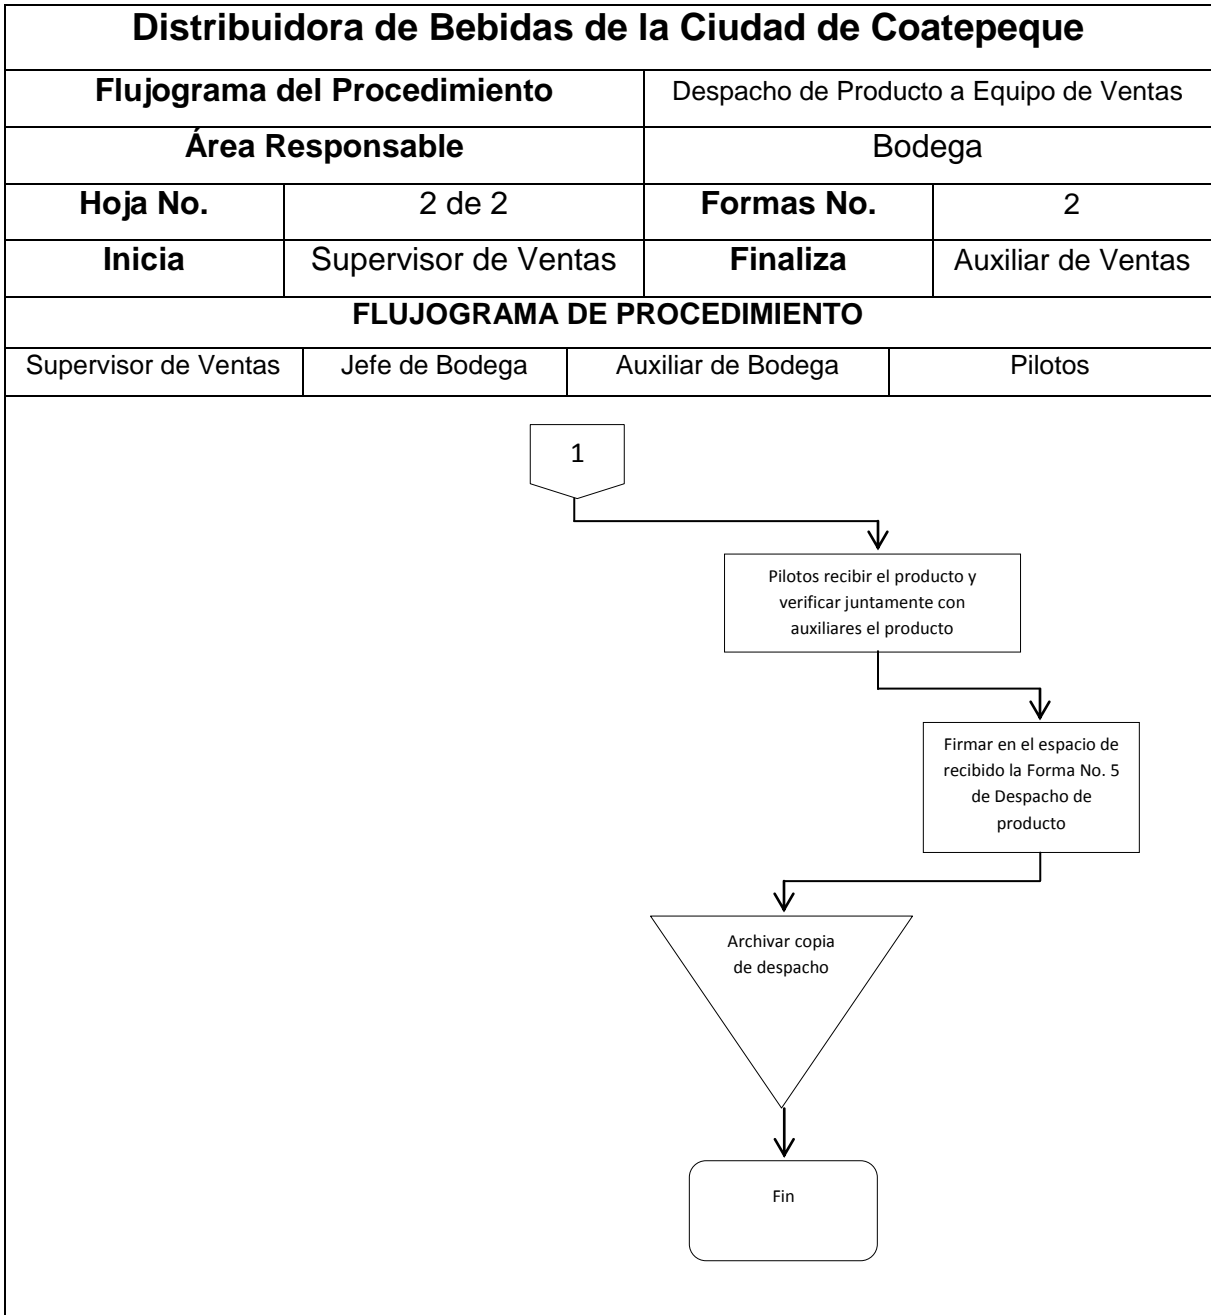 Distribuidora de Bebidas de la Ciudad de Coatepeque
Flujograma del Procedimiento
Despacho de Producto a Equipo de Ventas
Área Responsable
Bodega
Hoja No.
2 de 2
Formas No.
2
Inicia
Supervisor de Ventas
Finaliza
Auxiliar de Ventas
FLUJOGRAMA DE PROCEDIMIENTO
Supervisor de Ventas
Jefe de Bodega
Auxiliar de Bodega
Pilotos
1
Pilotos recibir el producto y
verificar juntamente con
auxiliares el producto
Firmar en el espacio de
recibido la Forma No. 5
de Despacho de
producto
Archivar copia
de despacho
Fin